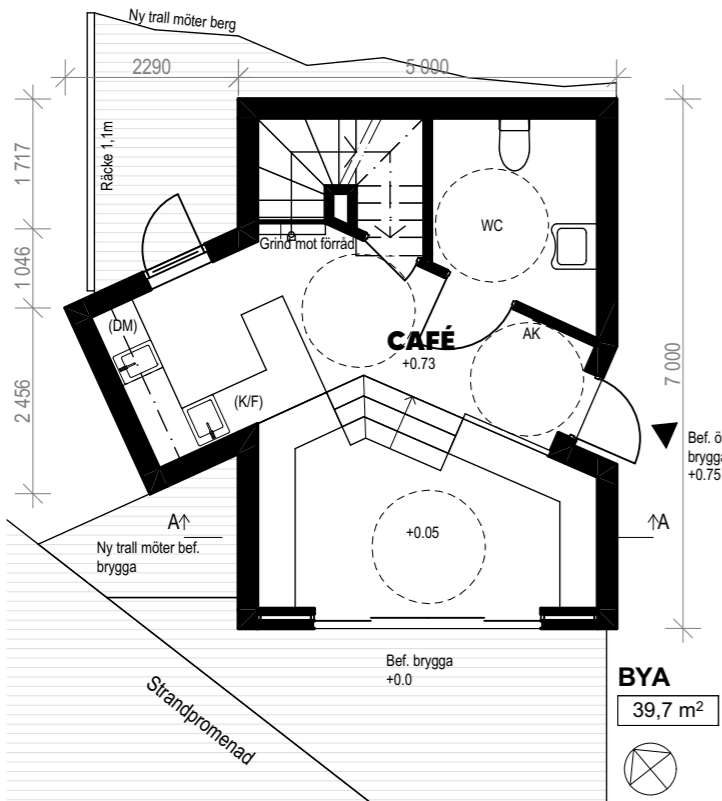 Ny trall möter berg
2290
5 000
1 717
Räcke 1,1m
WC
Grind mot förråd
1 046
(DM)
CAFÉ
+0.73
AK
7 000
2 456
(K/F)
Bef. ö
brygga
+0.75
A
A
+0.05
Ny trall möter bef.
brygga
Bef. brygga
+0.0
Strandpromenad
BYA
39,7 m²